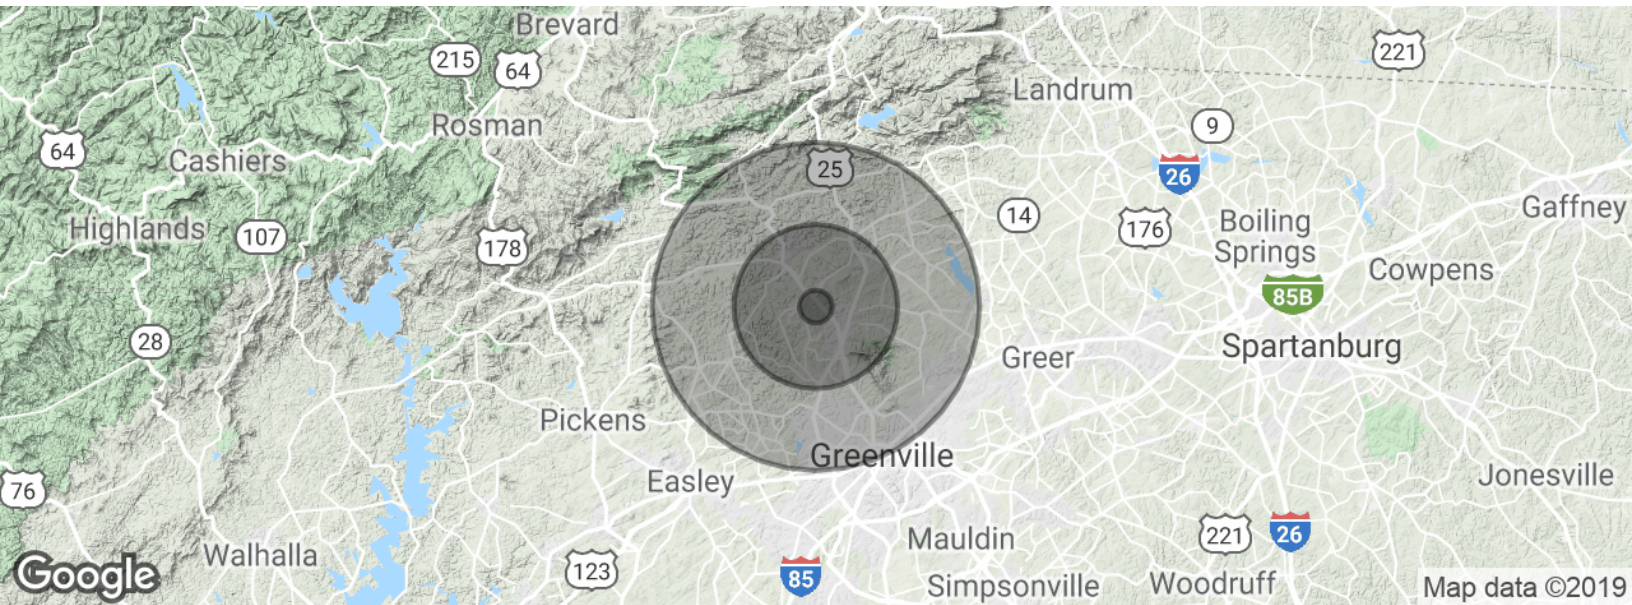 Brevard
215
64
221
Landrum
Rosman
9
64
Cashiers
25
26
14
Highlands
107
178
176
Boiling
Springs
Gaffney
Cowpens
85B
28
Greer
Spartanburg
Pickens
Greenville
Easley
76
Jonesville
Mauldin
221
26
Walhalla
123
85
Google
Simpsonville
Woodruff
Map data ©2019